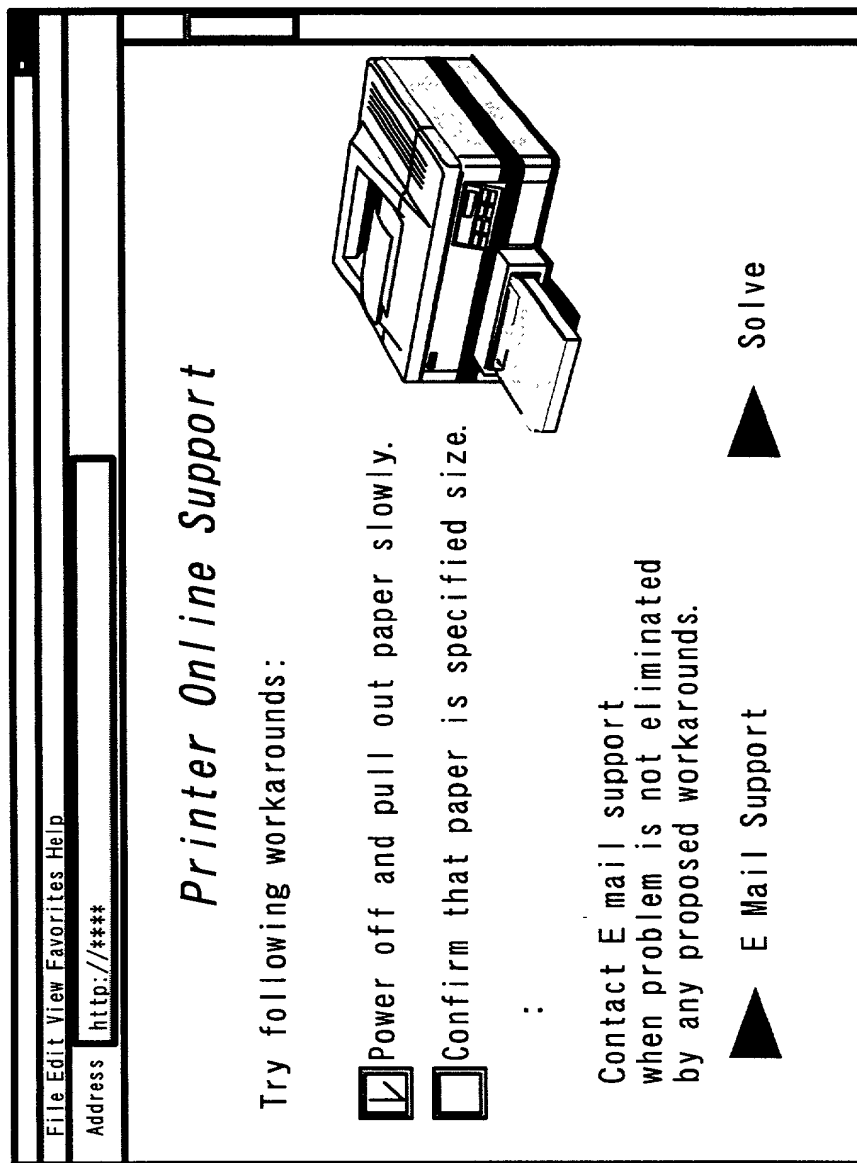 File Edit View Favorites Help
Address http://****
Printer Online Support
Try following workarounds:
Power off and pull out paper slowly.
Confirm that paper is specified size.
:
Contact E mail support
when problem is not eliminated
by any proposed workarounds.
E Mail Support
Solve